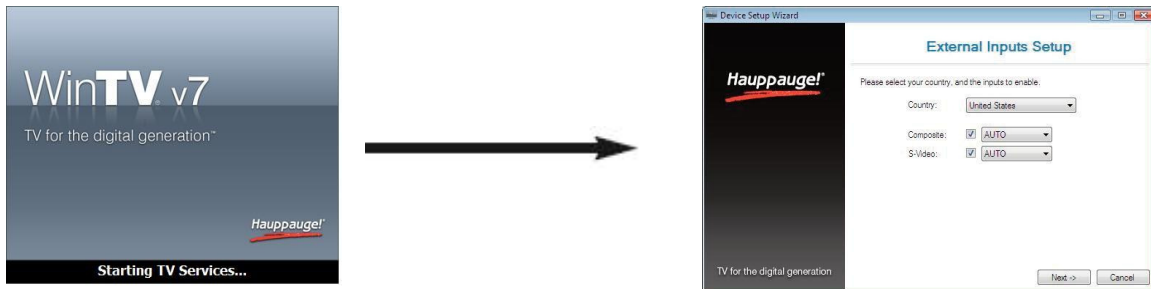 WinTV® v7
TV for the digital generation™
Hauppauge!®
Starting TV Services...
Device Setup Wizard
External Inputs Setup
Hauppauge!®
Please select your country, and the inputs to enable.
Country: United States
Composite: AUTO
S-Video: AUTO
TV for the digital generation
Next -> Cancel